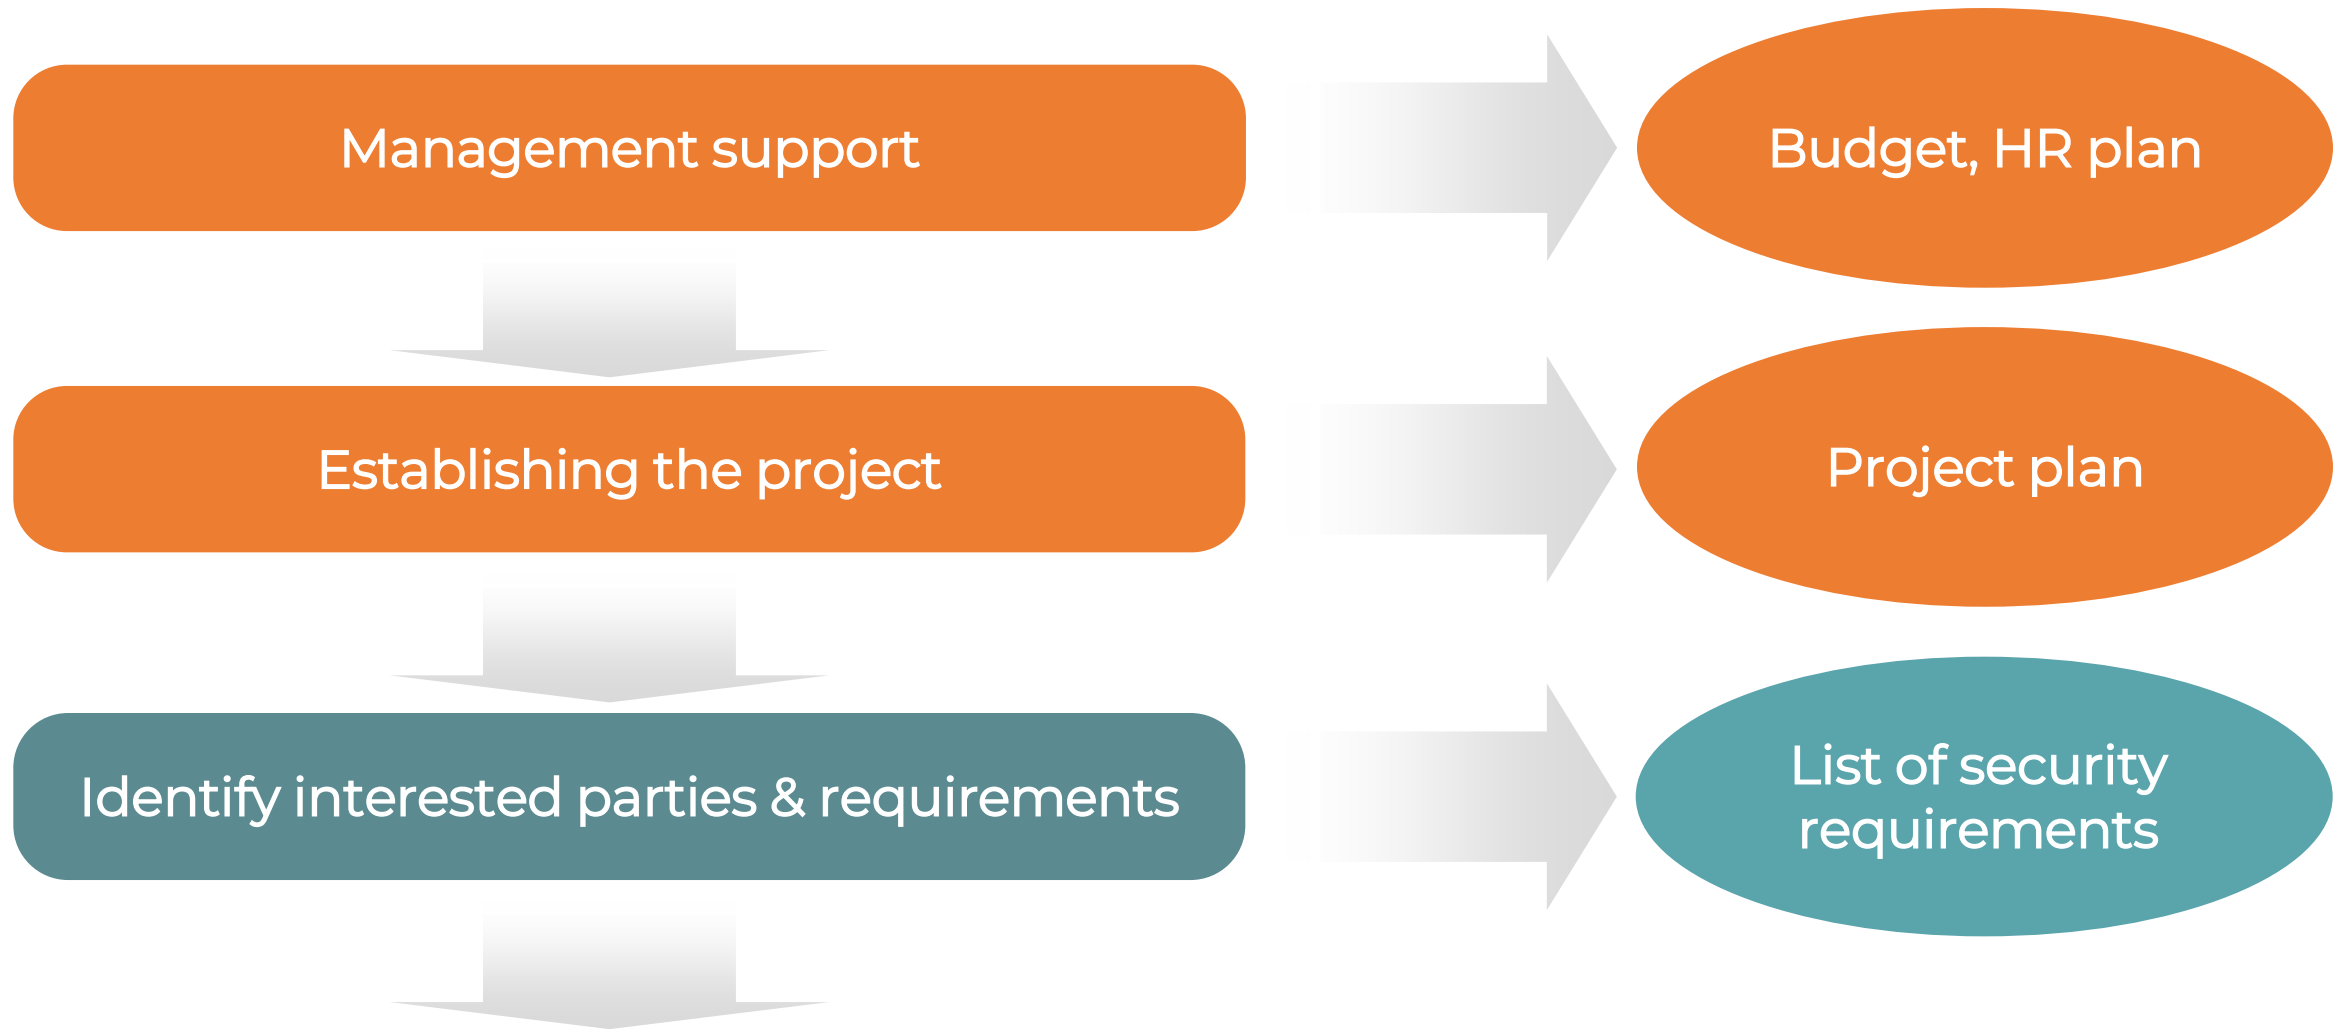 Management support
Budget, HR plan
Establishing the project
Project plan
Identify interested parties & requirements
List of security
requirements